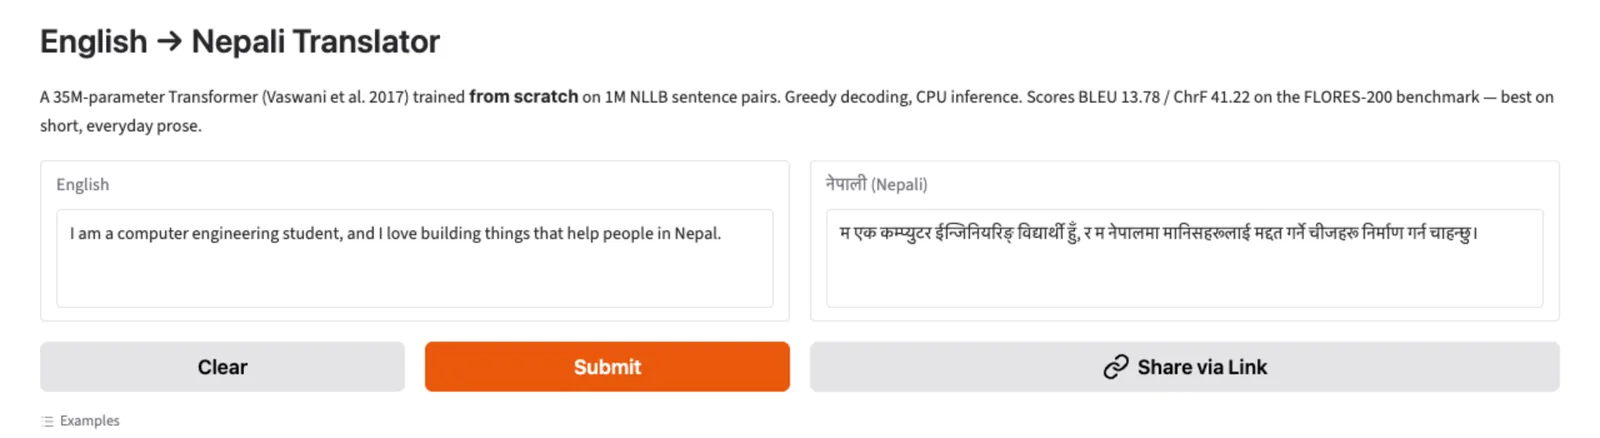 English → Nepali Translator
A 35M-parameter Transformer (Vaswani et al. 2017) trained from scratch on 1M NLLB sentence pairs. Greedy decoding, CPU inference. Scores BLEU 13.78 / ChrF 41.22 on the FLORES-200 benchmark — best on
short, everyday prose.
English
नेपाली (Nepali)
I am a computer engineering student, and I love building things that help people in Nepal.
म एक कम्प्युटर ईन्जिनियरिङ् विद्यार्थी हुँ, र म नेपालमा मानिसहरूलाई मद्दत गर्ने चीजहरू निर्माण गर्न चाहन्छु।
Clear
Submit
Share via Link
Examples